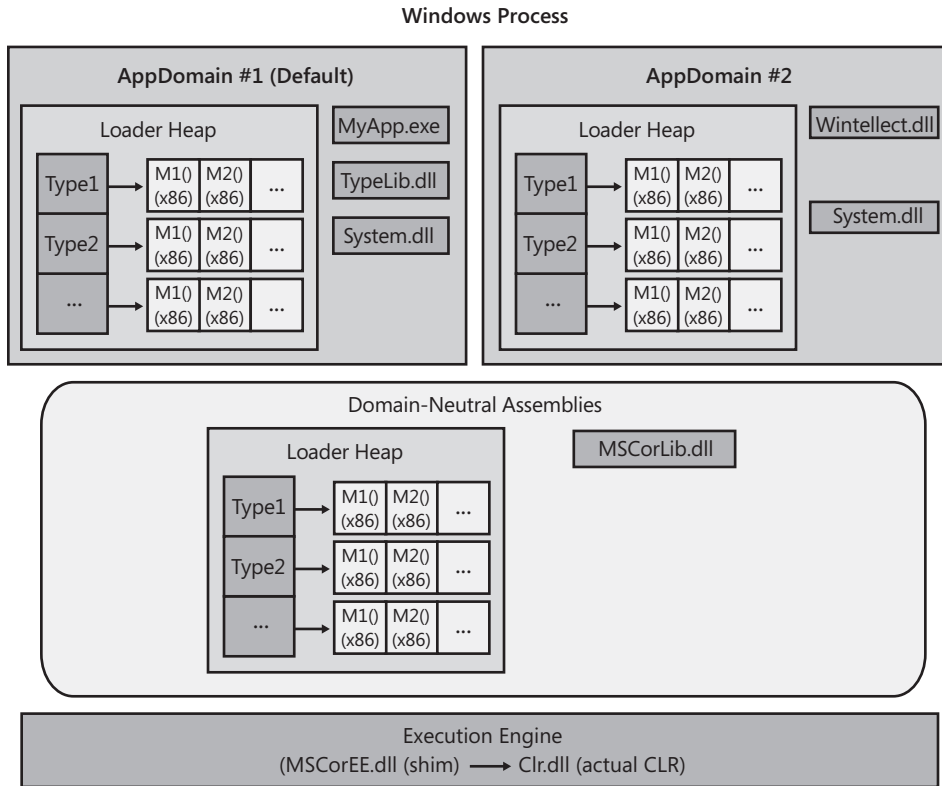 Windows Process
AppDomain #1 (Default)
Loader Heap
Type1
M1()
(x86)
M2()
(x86)
...
Type2
M1()
(x86)
M2()
(x86)
...
...
M1()
(x86)
M2()
(x86)
...
MyApp.exe
TypeLib.dll
System.dll
AppDomain #2
Loader Heap
Type1
M1()
(x86)
M2()
(x86)
...
Type2
M1()
(x86)
M2()
(x86)
...
...
M1()
(x86)
M2()
(x86)
...
Wintellect.dll
System.dll
Domain-Neutral Assemblies
Loader Heap
Type1
M1()
(x86)
M2()
(x86)
...
Type2
M1()
(x86)
M2()
(x86)
...
...
M1()
(x86)
M2()
(x86)
...
MSCorLib.dll
Execution Engine
(MSCorEE.dll (shim) → Clr.dll (actual CLR)